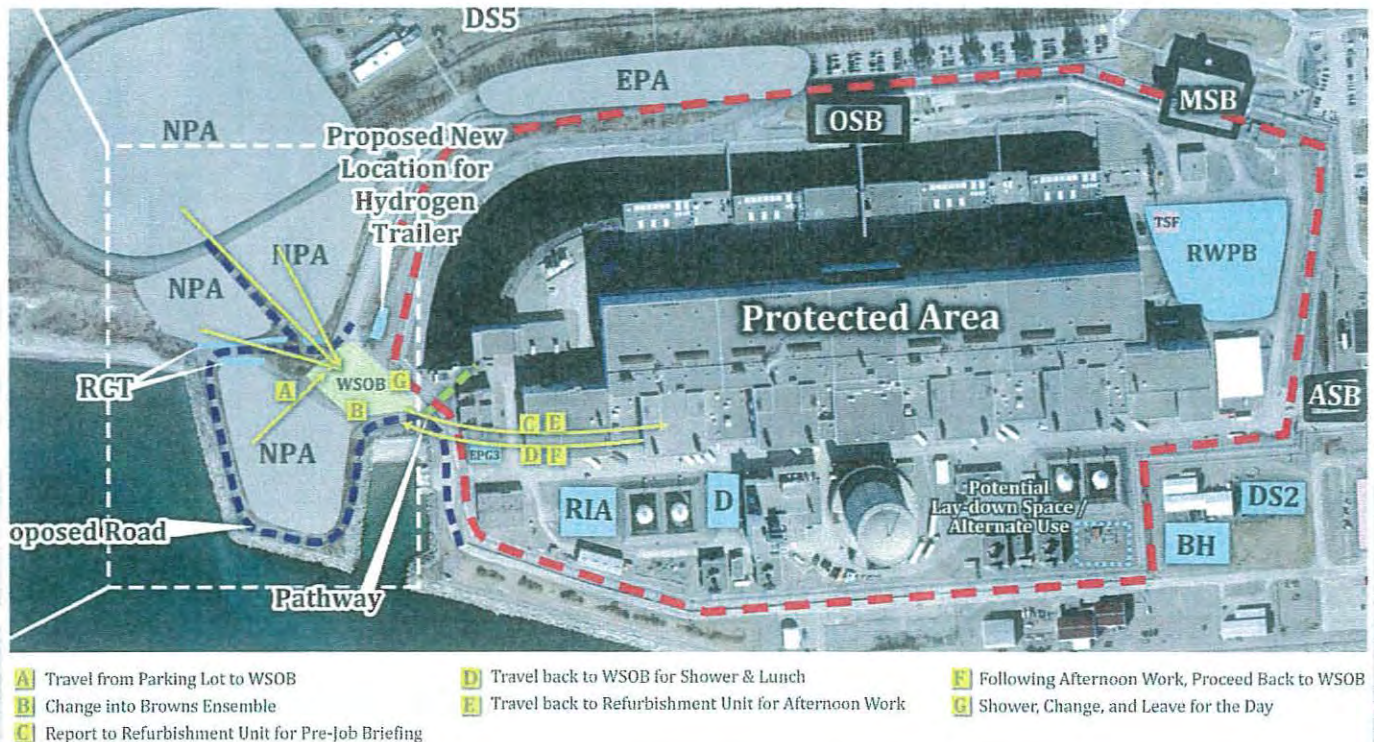 DS5
EPA
MSB
NPA
OSB
Proposed New
Location for
Hydrogen
Trailer
TSF
RWPB
NPA
NPA
Protected Area
RCT
A
WSOB
G
ASB
B
C E
NPA
EPG3
D F
RIA
D
Potential
Lay-down Space /
Alternate Use
DS2
BH
oposed Road
Pathway
A Travel from Parking Lot to WSOB
B Change into Browns Ensemble
C Report to Refurbishment Unit for Pre-Job Briefing
D Travel back to WSOB for Shower & Lunch
E Travel back to Refurbishment Unit for Afternoon Work
F Following Afternoon Work, Proceed Back to WSOB
G Shower, Change, and Leave for the Day